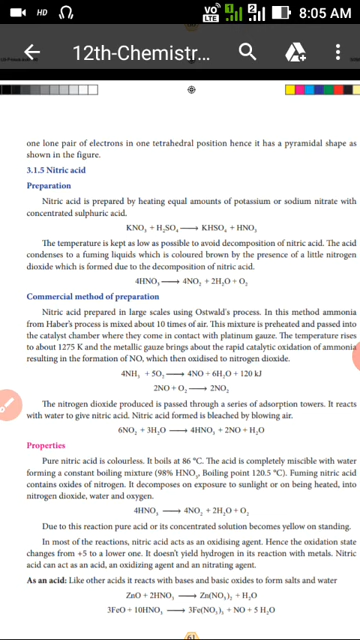 HD
VO LTE
1
2
8:05 AM
12th-Chemistr...
one lone pair of electrons in one tetrahedral position hence it has a pyramidal shape as
shown in the figure.
3.1.5 Nitric acid
Preparation
Nitric acid is prepared by heating equal amounts of potassium or sodium nitrate with
concentrated sulphuric acid.
KNO₃ + H₂SO₄ ⟶ KHSO₄ + HNO₃
The temperature is kept as low as possible to avoid decomposition of nitric acid. The acid
condenses to a fuming liquids which is coloured brown by the presence of a little nitrogen
dioxide which is formed due to the decomposition of nitric acid.
4HNO₃ ⟶ 4NO₂ + 2H₂O + O₂
Commercial method of preparation
Nitric acid prepared in large scales using Ostwald's process. In this method ammonia
from Haber's process is mixed about 10 times of air. This mixture is preheated and passed into
the catalyst chamber where they come in contact with platinum gauze. The temperature rises
to about 1275 K and the metallic gauze brings about the rapid catalytic oxidation of ammonia
resulting in the formation of NO, which then oxidised to nitrogen dioxide.
4NH₃ + 5O₂ ⟶ 4NO + 6H₂O + 120 kJ
2NO + O₂ ⟶ 2NO₂
The nitrogen dioxide produced is passed through a series of adsorption towers. It reacts
with water to give nitric acid. Nitric acid formed is bleached by blowing air.
6NO₂ + 3H₂O ⟶ 4HNO₃ + 2NO + H₂O
Properties
Pure nitric acid is colourless. It boils at 86 °C. The acid is completely miscible with water
forming a constant boiling mixture (98% HNO₃, Boiling point 120.5 °C). Fuming nitric acid
contains oxides of nitrogen. It decomposes on exposure to sunlight or on being heated, into
nitrogen dioxide, water and oxygen.
4HNO₃ ⟶ 4NO₂ + 2H₂O + O₂
Due to this reaction pure acid or its concentrated solution becomes yellow on standing.
In most of the reactions, nitric acid acts as an oxidising agent. Hence the oxidation state
changes from +5 to a lower one. It doesn't yield hydrogen in its reaction with metals. Nitric
acid can act as an acid, an oxidizing agent and an nitrating agent.
As an acid: Like other acids it reacts with bases and basic oxides to form salts and water
ZnO + 2HNO₃ ⟶ Zn(NO₃)₂ + H₂O
3FeO + 10HNO₃ ⟶ 3Fe(NO₃)₃ + NO + 5 H₂O
61